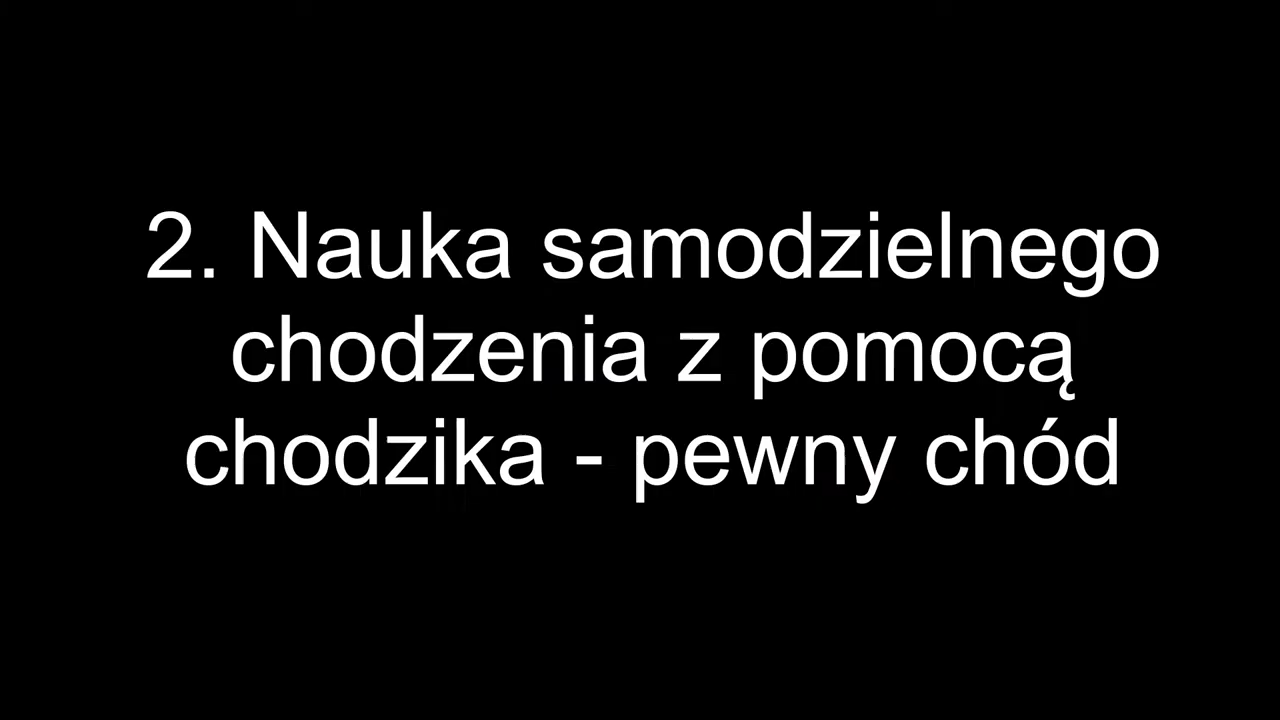 2. Nauka samodzielnego
chodzenia z pomocą
chodzika - pewny chód